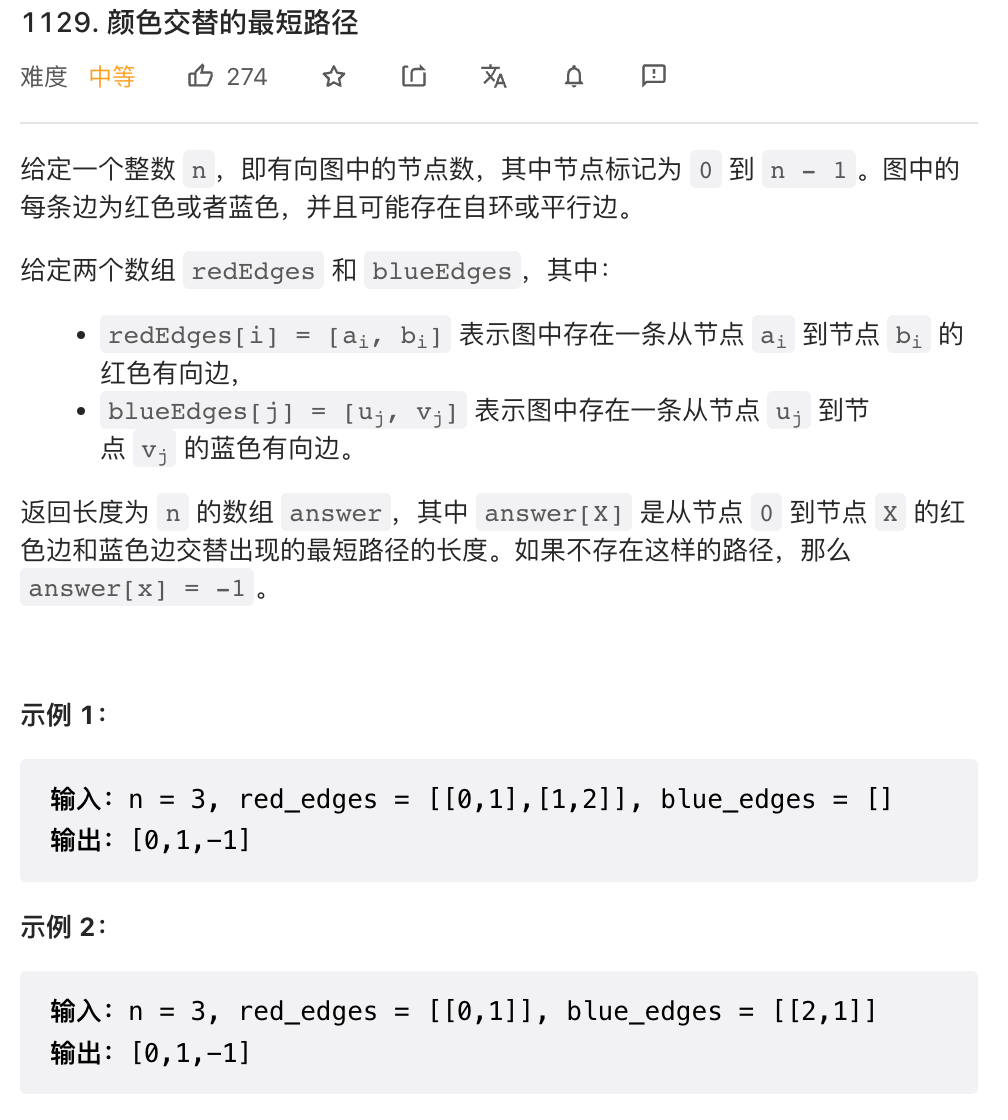 1129. 颜色交替的最短路径
难度 中等 274
给定一个整数 n，即有向图中的节点数，其中节点标记为 0 到 n - 1。图中的
每条边为红色或者蓝色，并且可能存在自环或平行边。
给定两个数组 redEdges 和 blueEdges，其中：
• redEdges[i] = [aᵢ, bᵢ] 表示图中存在一条从节点 aᵢ 到节点 bᵢ 的
红色有向边，
• blueEdges[j] = [uⱼ, vⱼ] 表示图中存在一条从节点 uⱼ 到节
点 vⱼ 的蓝色有向边。
返回长度为 n 的数组 answer，其中 answer[X] 是从节点 0 到节点 X 的红
色边和蓝色边交替出现的最短路径的长度。如果不存在这样的路径，那么
answer[x] = -1。
示例 1：
输入：n = 3, red_edges = [[0,1],[1,2]], blue_edges = []
输出：[0,1,-1]
示例 2：
输入：n = 3, red_edges = [[0,1]], blue_edges = [[2,1]]
输出：[0,1,-1]